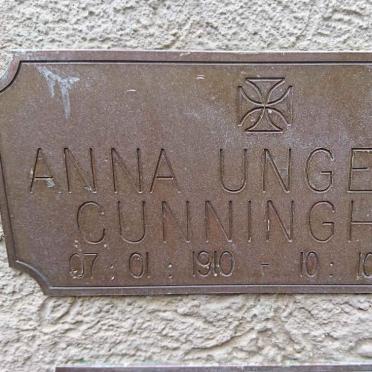 ANNA UNGE
CUNNINGH
07 : 01 : 1910 - 10 : 10